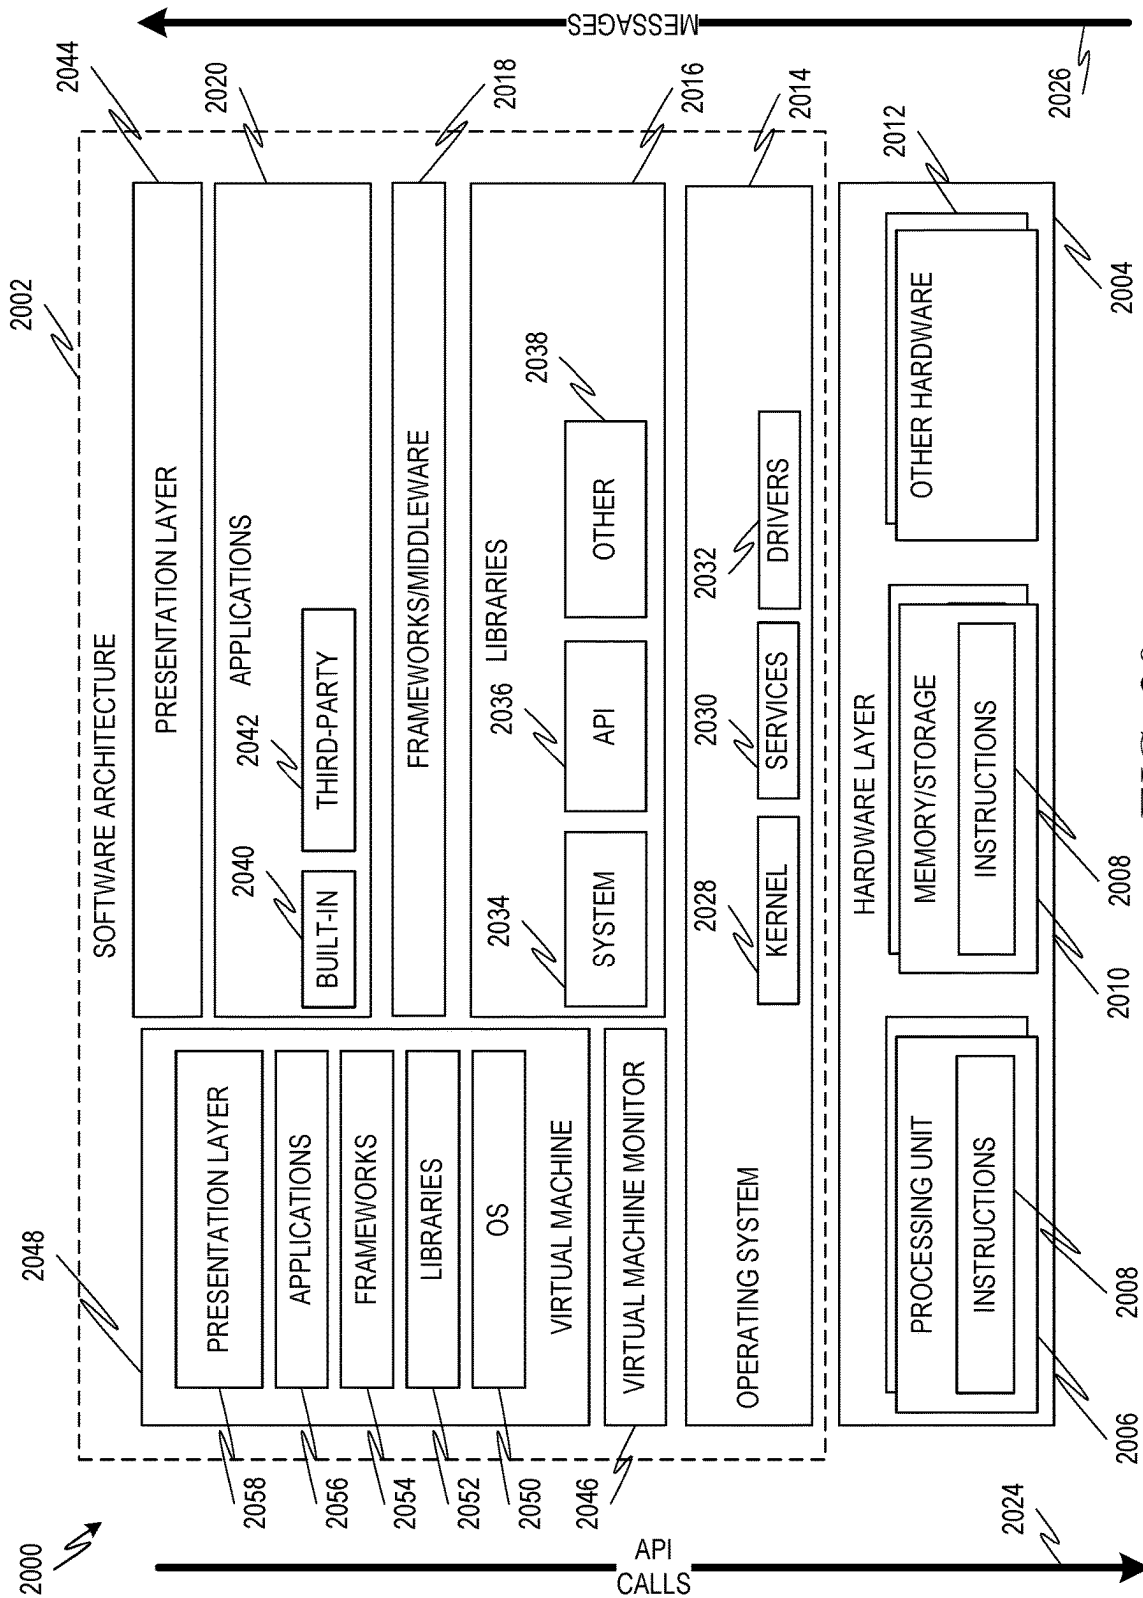 2000
2002
2044
SOFTWARE ARCHITECTURE
PRESENTATION LAYER
2048
PRESENTATION LAYER
2058
APPLICATIONS
2020
2040
2042
BUILT-IN
THIRD-PARTY
APPLICATIONS
2056
FRAMEWORKS
2054
FRAMEWORKS/MIDDLEWARE
2018
LIBRARIES
2052
OS
2050
VIRTUAL MACHINE
LIBRARIES
2016
2034
2036
2038
SYSTEM
API
OTHER
VIRTUAL MACHINE MONITOR
2046
API
CALLS
MESSAGES
2014
OPERATING SYSTEM
2028
2030
2032
KERNEL
SERVICES
DRIVERS
HARDWARE LAYER
2012
PROCESSING UNIT
INSTRUCTIONS
MEMORY/STORAGE
INSTRUCTIONS
OTHER HARDWARE
2024
2026
2006
2008
2010
2008
2004